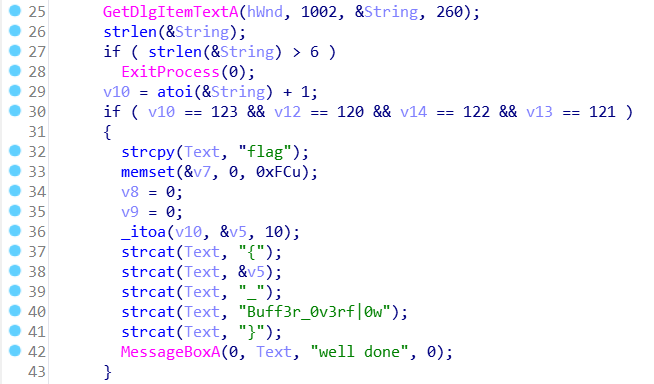 25 GetDlgItemTextA(hWnd, 1002, &String, 260);
26 strlen(&String);
27 if ( strlen(&String) > 6 )
28 ExitProcess(0);
29 v10 = atoi(&String) + 1;
30 if ( v10 == 123 && v12 == 120 && v14 == 122 && v13 == 121 )
31 {
32 strcpy(Text, "flag");
33 memset(&v7, 0, 0xFCu);
34 v8 = 0;
35 v9 = 0;
36 _itoa(v10, &v5, 10);
37 strcat(Text, "{");
38 strcat(Text, &v5);
39 strcat(Text, "_");
40 strcat(Text, "Buff3r_0v3rf|0w");
41 strcat(Text, "}");
42 MessageBoxA(0, Text, "well done", 0);
43 }